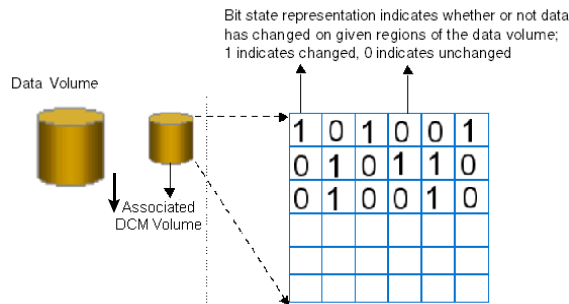 Bit state representation indicates whether or not data
has changed on given regions of the data volume;
1 indicates changed, 0 indicates unchanged
Data Volume
Associated
DCM Volume
1 0 1 0 0 1
0 1 0 1 1 0
0 1 0 0 1 0